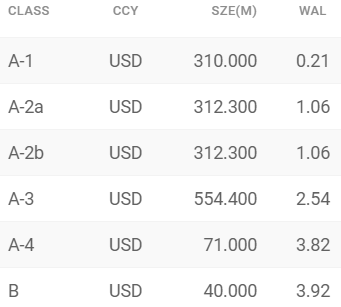 CLASS CCY SZE(M) WAL
A-1 USD 310.000 0.21
A-2a USD 312.300 1.06
A-2b USD 312.300 1.06
A-3 USD 554.400 2.54
A-4 USD 71.000 3.82
B USD 40.000 3.92